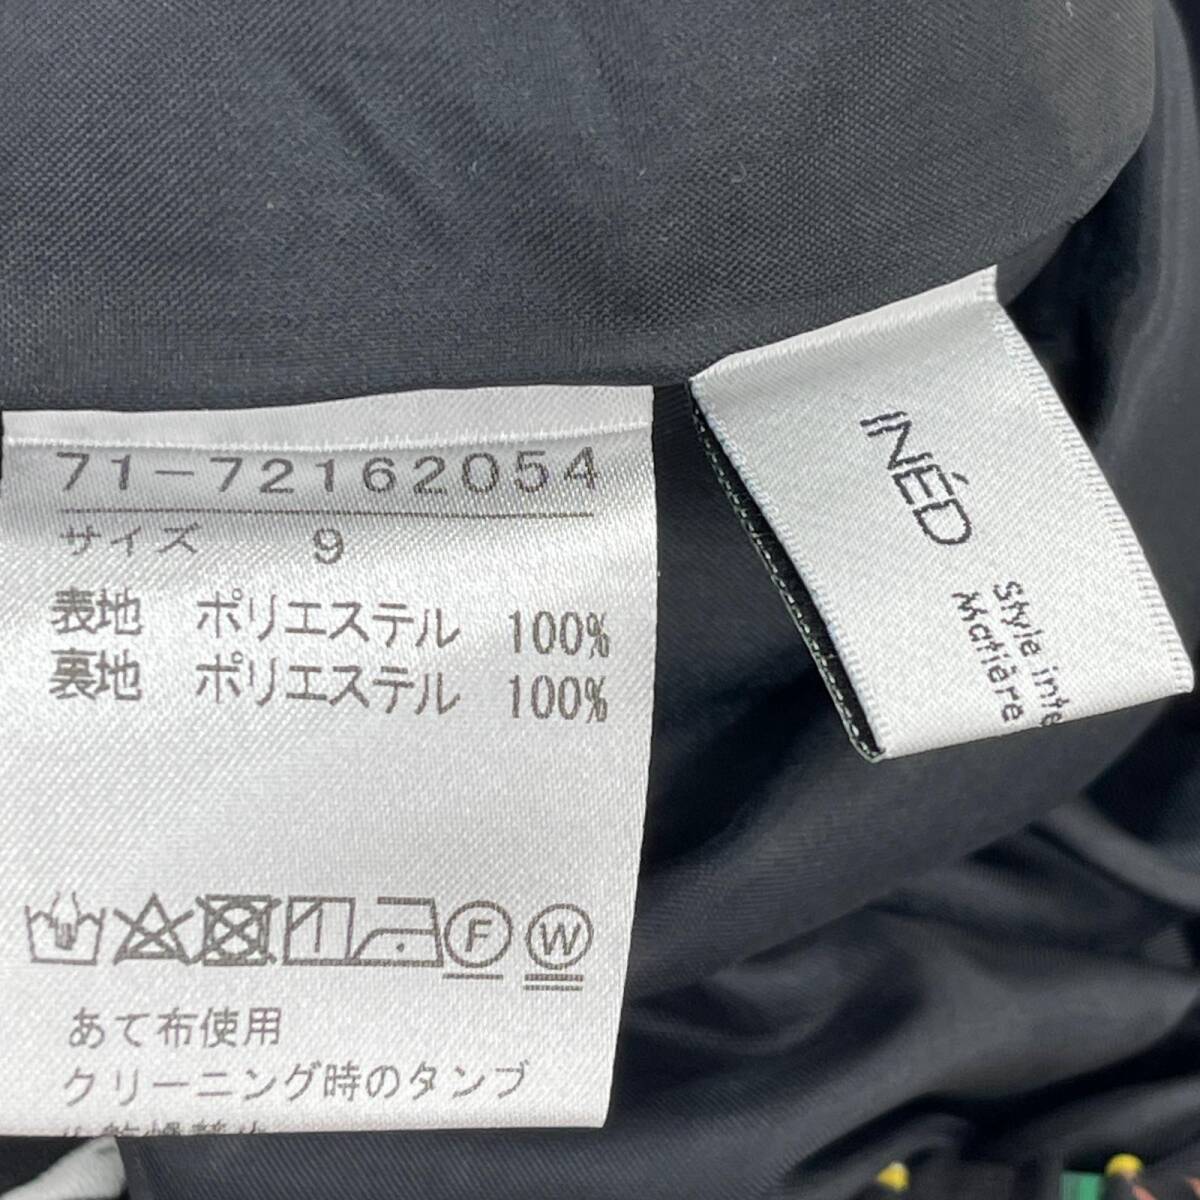 71-72162054
サイズ 9
表地 ポリエステル 100%
裏地 ポリエステル 100%
F W
あて布使用
クリーニング時のタンブ
INÉD
Style
Matière